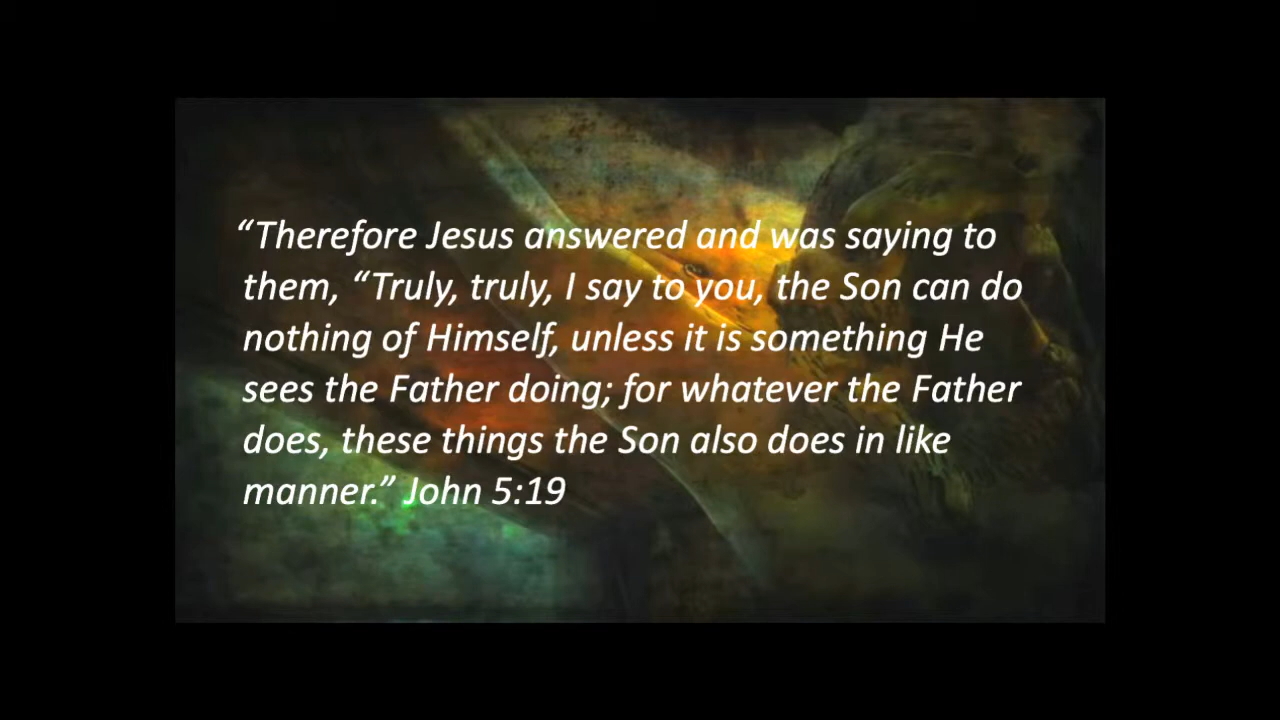 “Therefore Jesus answered and was saying to
them, “Truly, truly, I say to you, the Son can do
nothing of Himself, unless it is something He
sees the Father doing; for whatever the Father
does, these things the Son also does in like
manner.” John 5:19